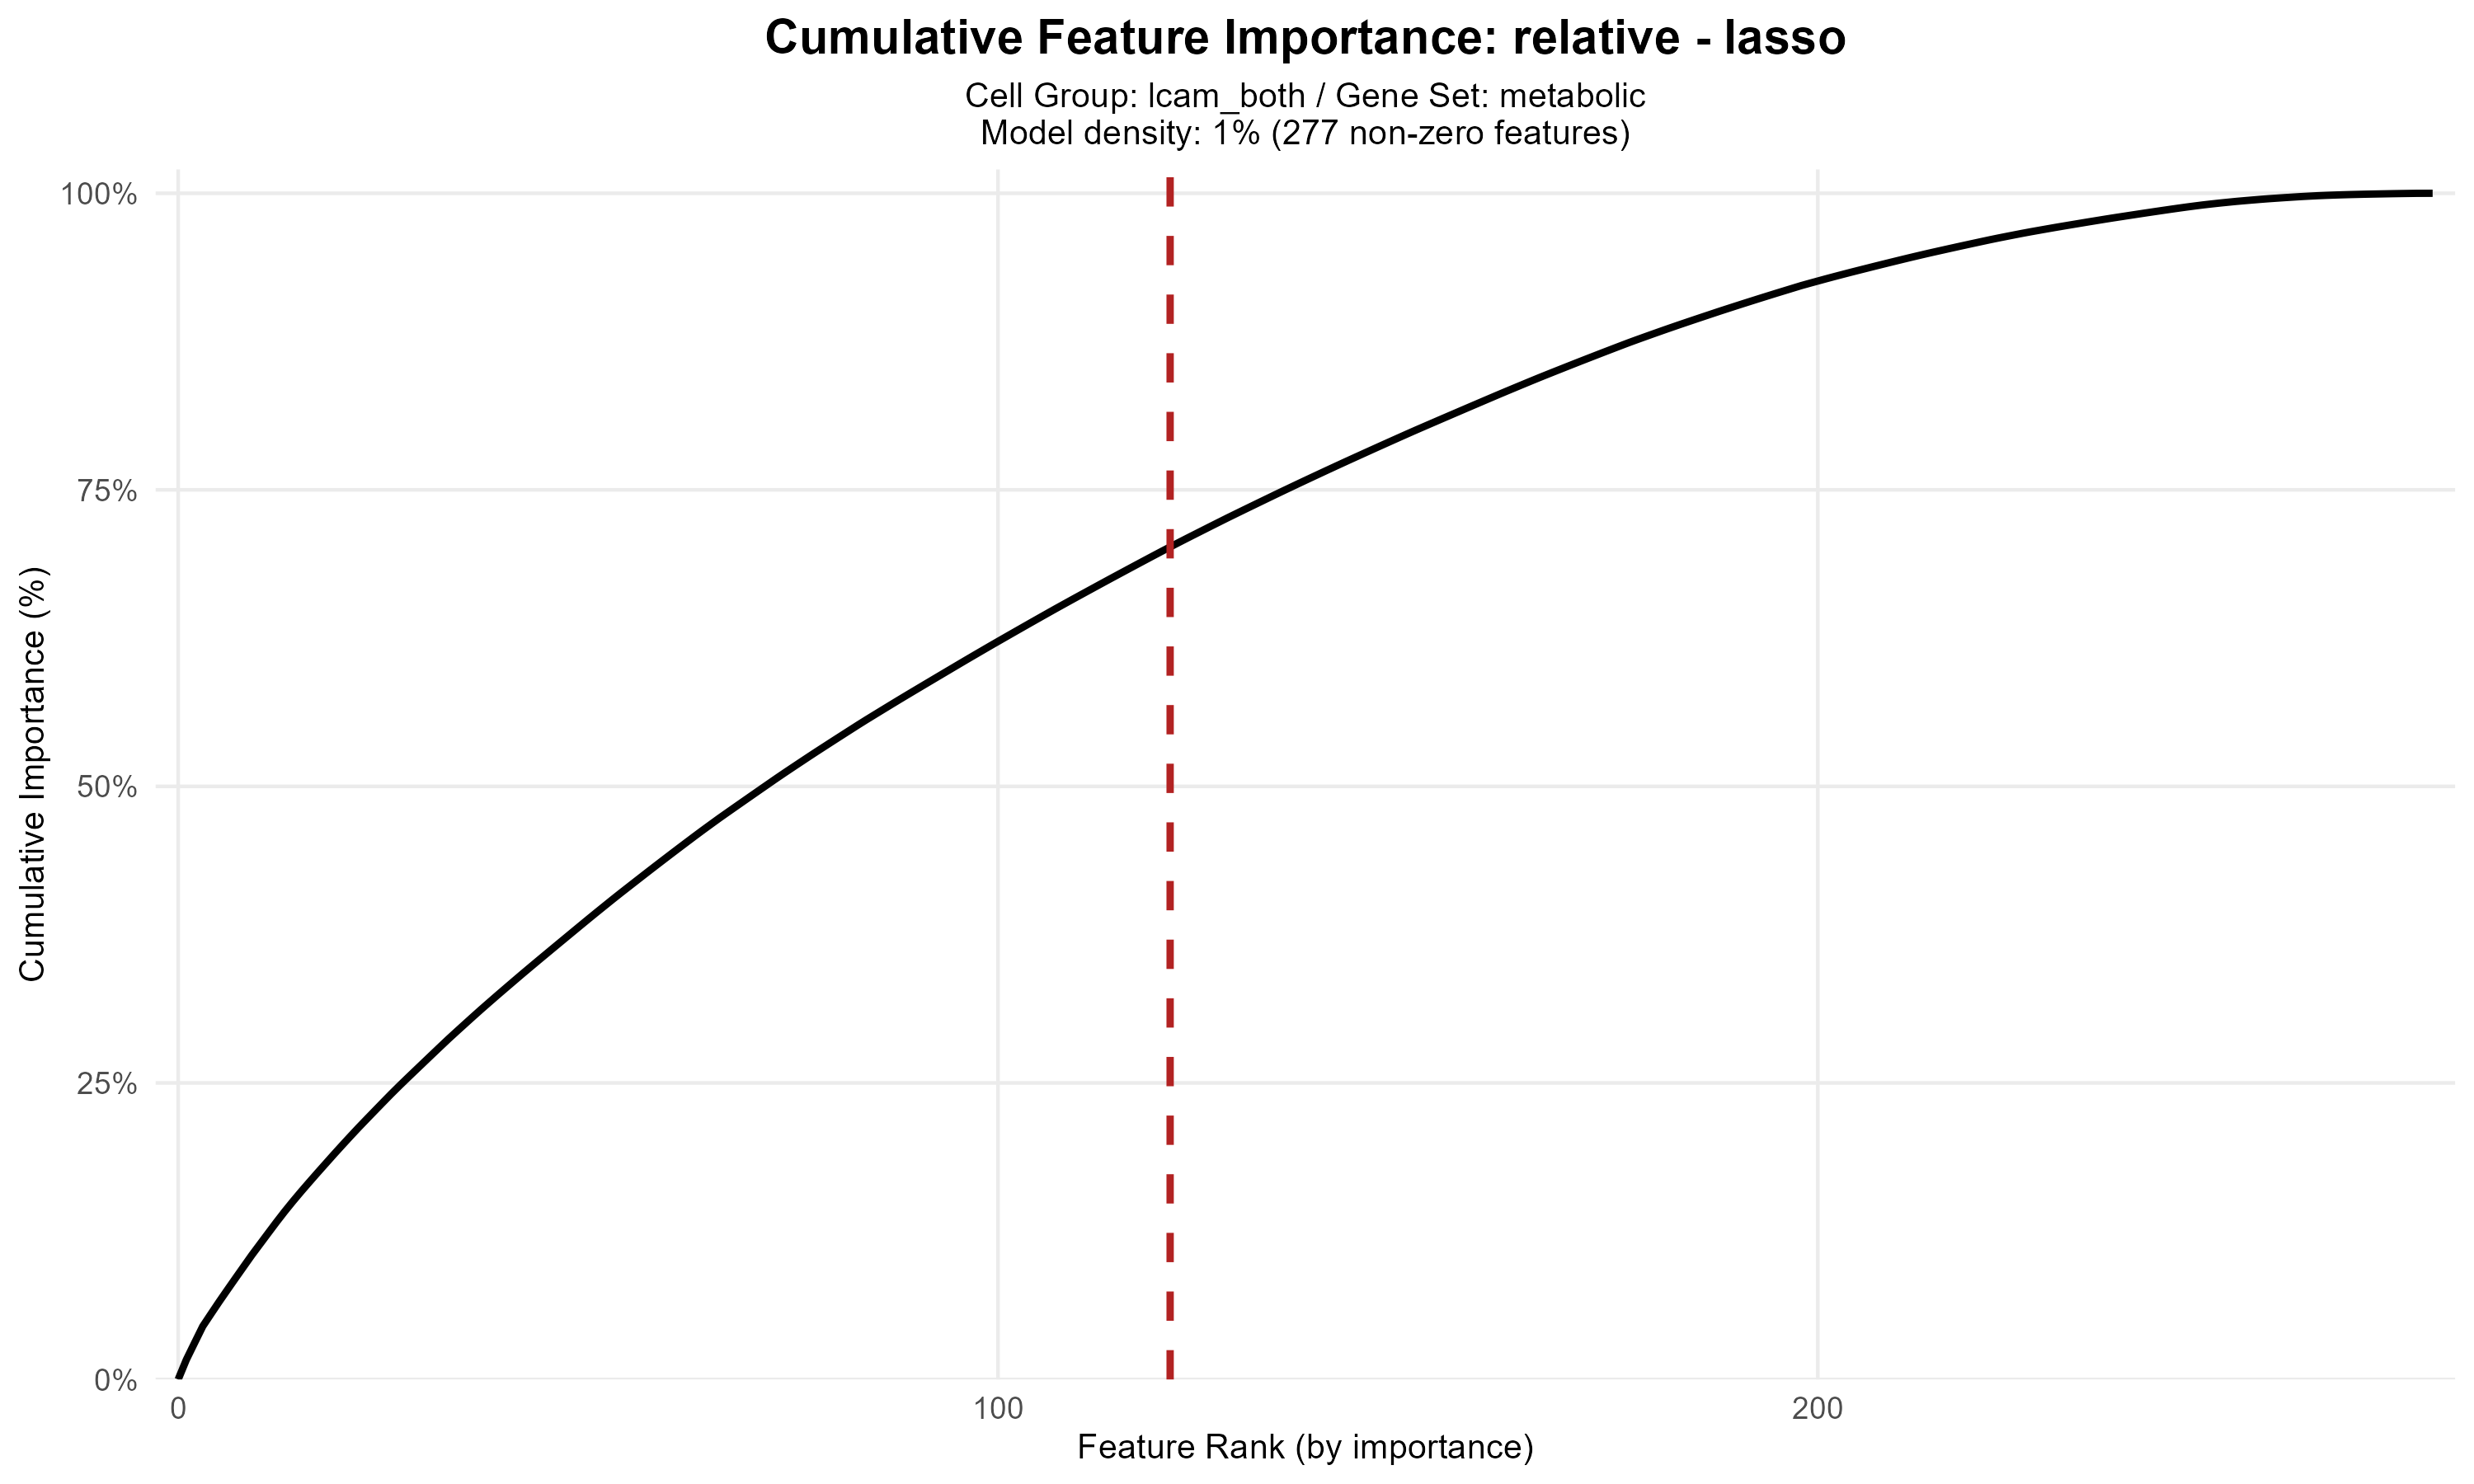 Cumulative Feature Importance: relative - lasso
Cell Group: lcam_both / Gene Set: metabolic
Model density: 1% (277 non-zero features)
100%
75%
50%
25%
0%
Cumulative Importance (%)
0
100
200
Feature Rank (by importance)